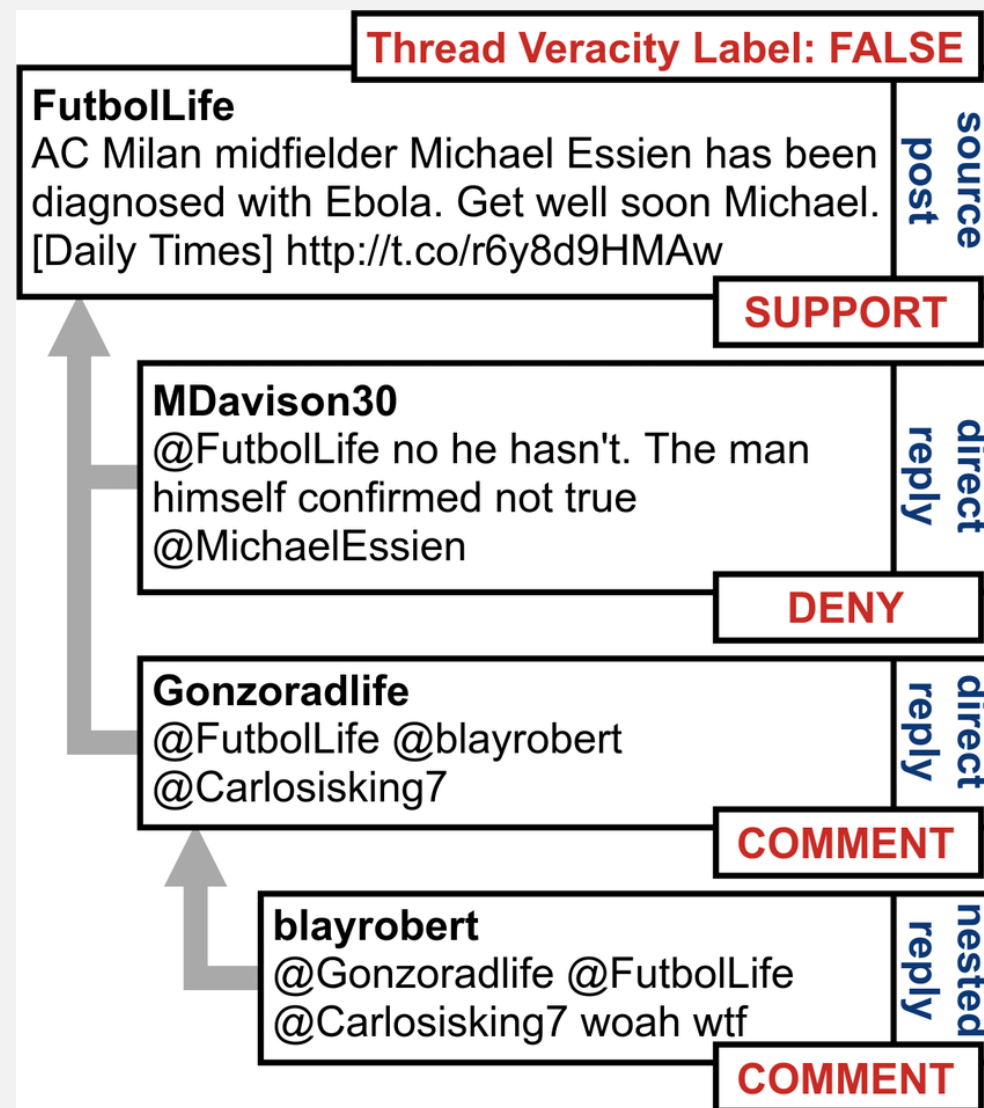 Thread Veracity Label: FALSE
FutbolLife
AC Milan midfielder Michael Essien has been
diagnosed with Ebola. Get well soon Michael.
[Daily Times] http://t.co/r6y8d9HMAw
source
post
SUPPORT
MDavison30
@FutbolLife no he hasn't. The man
himself confirmed not true
@MichaelEssien
direct
reply
DENY
Gonzoradlife
@FutbolLife @blayrobert
@Carlosisking7
direct
reply
COMMENT
blayrobert
@Gonzoradlife @FutbolLife
@Carlosisking7 woah wtf
nested
reply
COMMENT